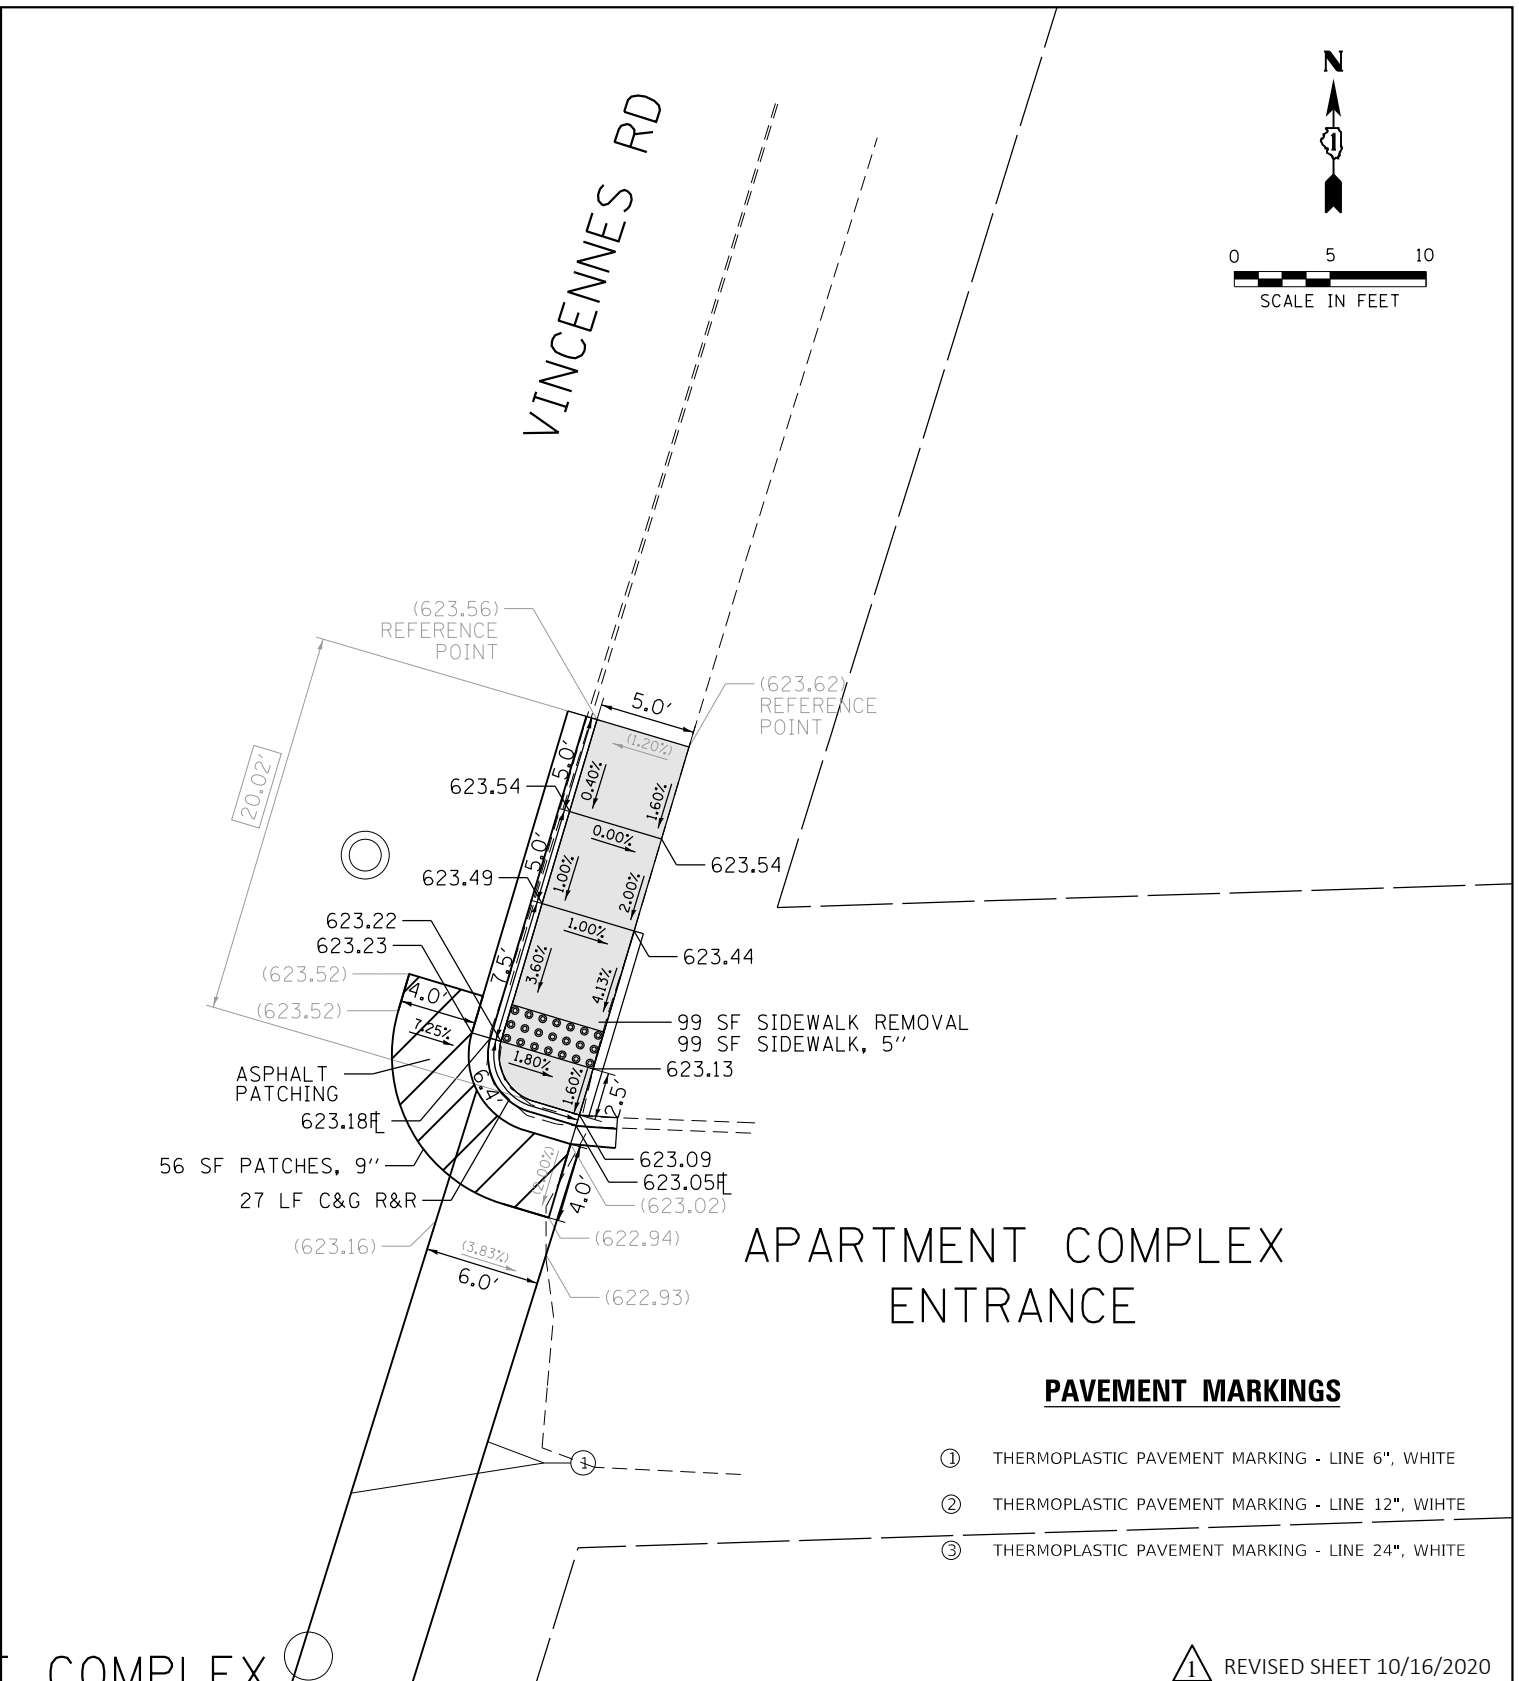 N
1
0 5 10
SCALE IN FEET
VINCENNES RD
(623.56)
REFERENCE
POINT
(623.62)
REFERENCE
POINT
5.0'
(1.20%)
20.02'
5.0'
0.40%
1.60%
623.54
0.00%
623.54
5.0'
1.00%
2.00%
623.49
1.00%
623.44
623.22
623.23
7.5'
3.60%
4.13%
(623.52)
4.0'
(623.52)
7.25%
99 SF SIDEWALK REMOVAL
99 SF SIDEWALK, 5''
1.80%
623.13
ASPHALT
PATCHING
6.4'
1.60%
2.5'
623.18FL
56 SF PATCHES, 9''
27 LF C&G R&R
623.09
623.05FL
(2.00%)
4.0'
(623.02)
(622.94)
(623.16)
(3.83%)
6.0'
(622.93)
APARTMENT COMPLEX
ENTRANCE
PAVEMENT MARKINGS
1 THERMOPLASTIC PAVEMENT MARKING - LINE 6", WHITE
2 THERMOPLASTIC PAVEMENT MARKING - LINE 12", WIHTE
3 THERMOPLASTIC PAVEMENT MARKING - LINE 24", WHITE
1
T COMPLEX
1 REVISED SHEET 10/16/2020